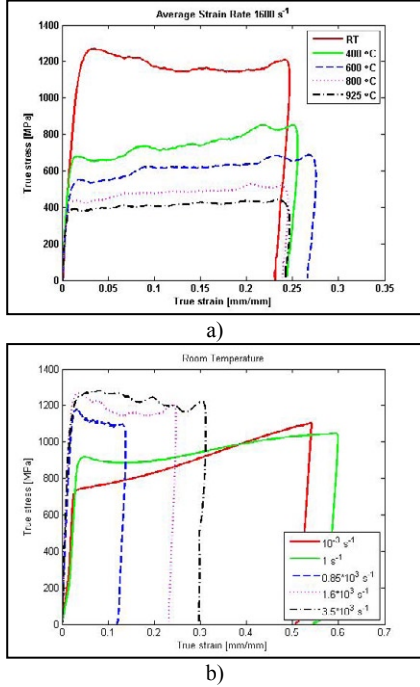 Average Strain Rate 1600 s⁻¹
RT
400 °C
600 °C
800 °C
925 °C
True stress [MPa]
1400
1200
1000
800
600
400
200
0
0 0.05 0.1 0.15 0.2 0.25 0.3 0.35
True strain [mm/mm]
a)
Room Temperature
True stress [MPa]
1400
1200
1000
800
600
400
200
0
10⁻³ s⁻¹
1 s⁻¹
0.85*10³ s⁻¹
1.6*10³ s⁻¹
3.5*10³ s⁻¹
0 0.1 0.2 0.3 0.4 0.5 0.6 0.7
True strain [mm/mm]
b)